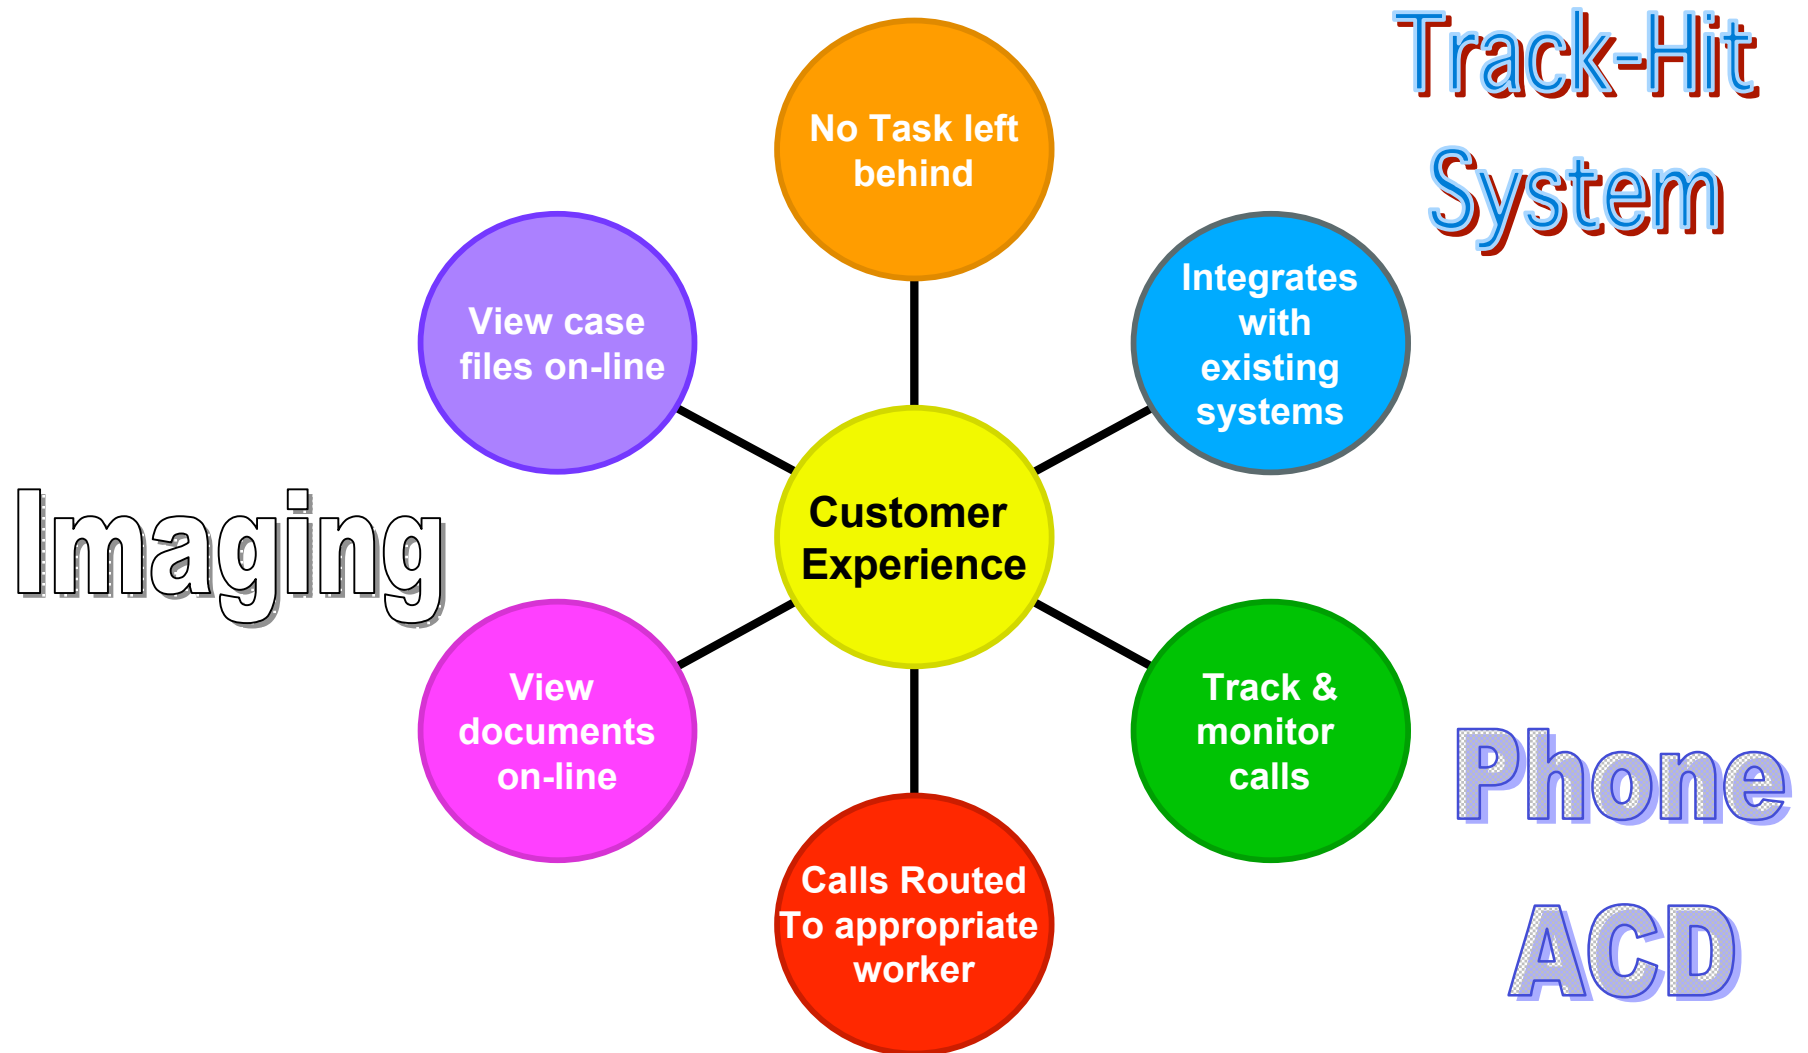 Track-Hit
System
No Task left
behind
Integrates
with
existing
systems
View case
files on-line
Customer
Experience
Imaging
View
documents
on-line
Track &
monitor
calls
Phone
ACD
Calls Routed
To appropriate
worker